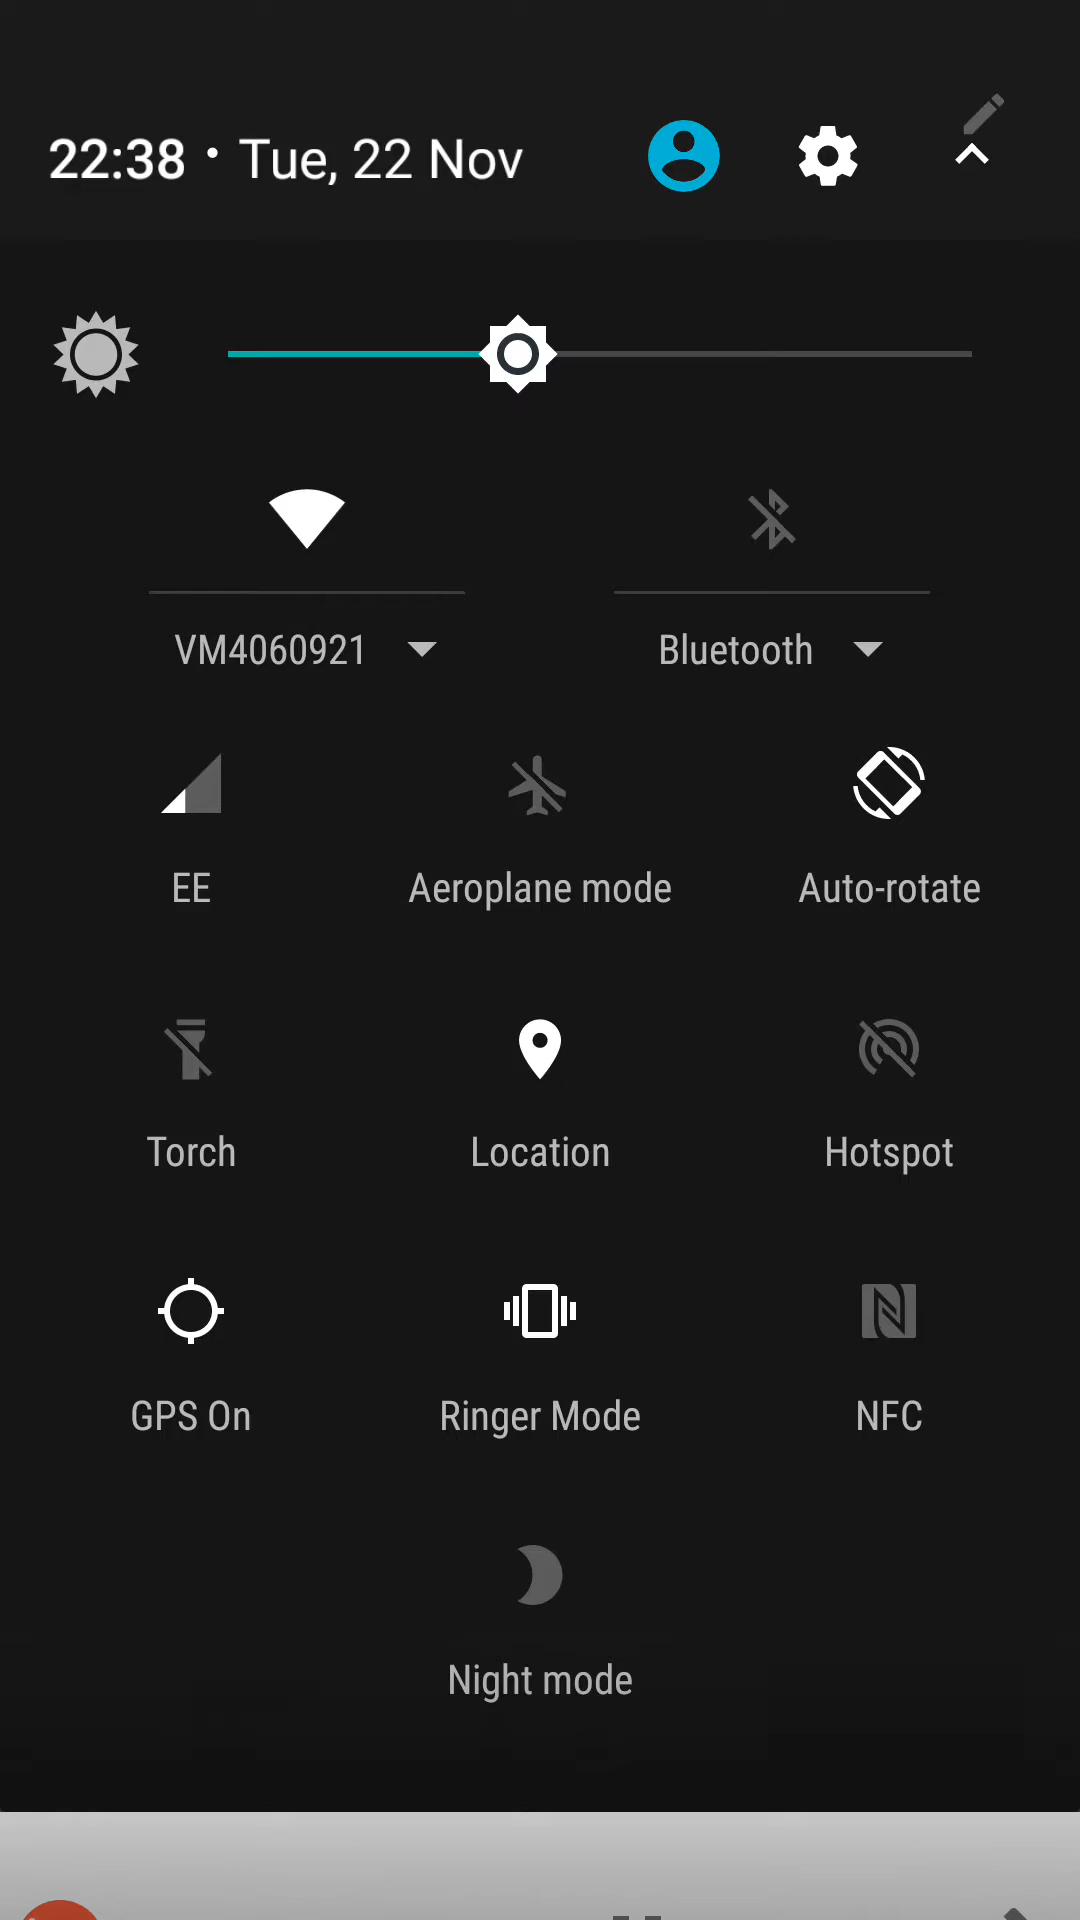 22:38 • Tue, 22 Nov
VM4060921 Bluetooth
EE Aeroplane mode Auto-rotate
Torch Location Hotspot
GPS On Ringer Mode NFC
Night mode